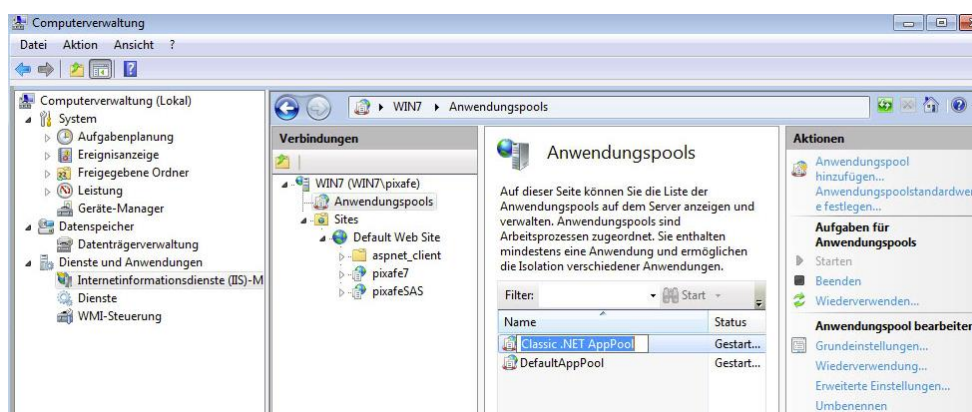 Computerverwaltung
Datei Aktion Ansicht ?
Computerverwaltung (Lokal)
System
Aufgabenplanung
Ereignisanzeige
Freigegebene Ordner
Leistung
Geräte-Manager
Datenspeicher
Datenträgerverwaltung
Dienste und Anwendungen
Internetinformationsdienste (IIS)-M
Dienste
WMI-Steuerung
WIN7 Anwendungspools
Verbindungen
WIN7 (WIN7\pixafe)
Anwendungspools
Sites
Default Web Site
aspnet_client
pixafe7
pixafeSAS
Anwendungspools
Auf dieser Seite können Sie die Liste der
Anwendungspools auf dem Server anzeigen und
verwalten. Anwendungspools sind
Arbeitsprozessen zugeordnet. Sie enthalten
mindestens eine Anwendung und ermöglichen
die Isolation verschiedener Anwendungen.
Filter: Start
Name Status
Classic .NET AppPool Gestart...
DefaultAppPool Gestart...
Aktionen
Anwendungspool
hinzufügen...
Anwendungspoolstandardwer
e festlegen...
Aufgaben für
Anwendungspools
Starten
Beenden
Wiederverwenden...
Anwendungspool bearbeiten
Grundeinstellungen...
Wiederverwendung...
Erweiterte Einstellungen...
Umbenennen